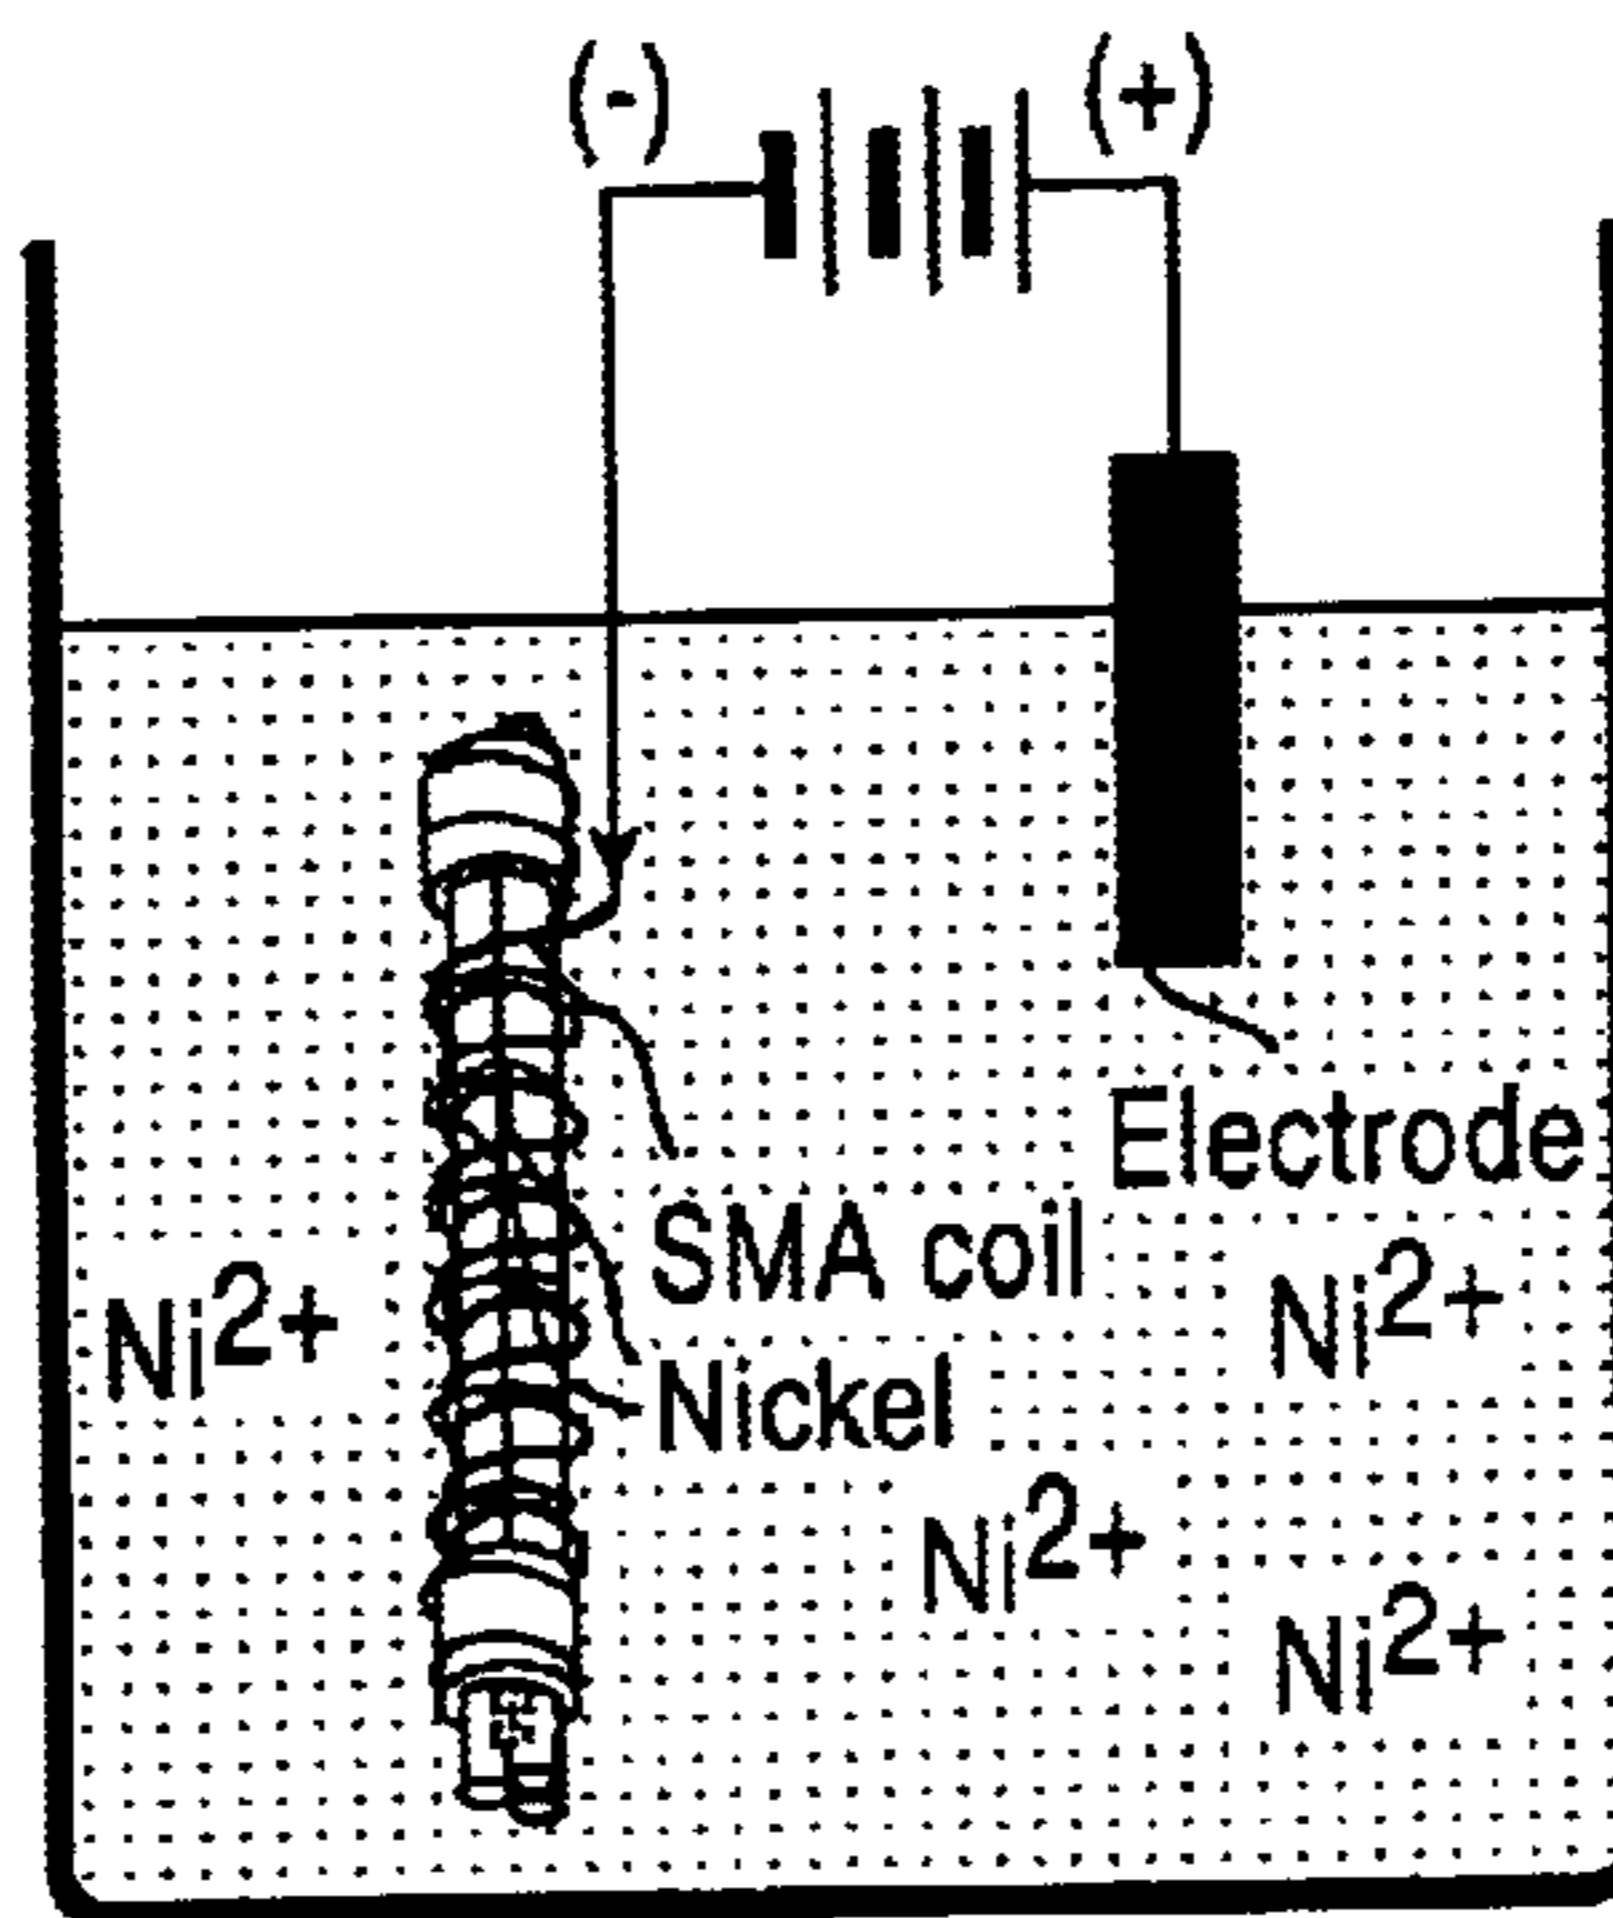 (-)
(+)
Electrode
SMA coil
Ni2+
Ni2+
Nickel
Ni2+
Ni2+